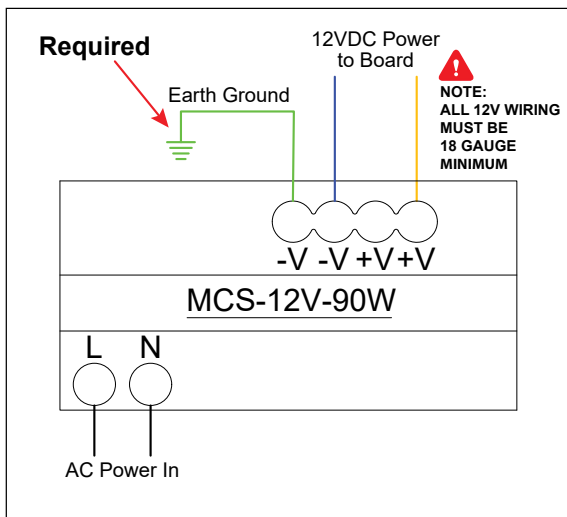 Required
12VDC Power
to Board
!
NOTE:
ALL 12V WIRING
MUST BE
18 GAUGE
MINIMUM
Earth Ground
-V -V +V +V
MCS-12V-90W
L N
AC Power In